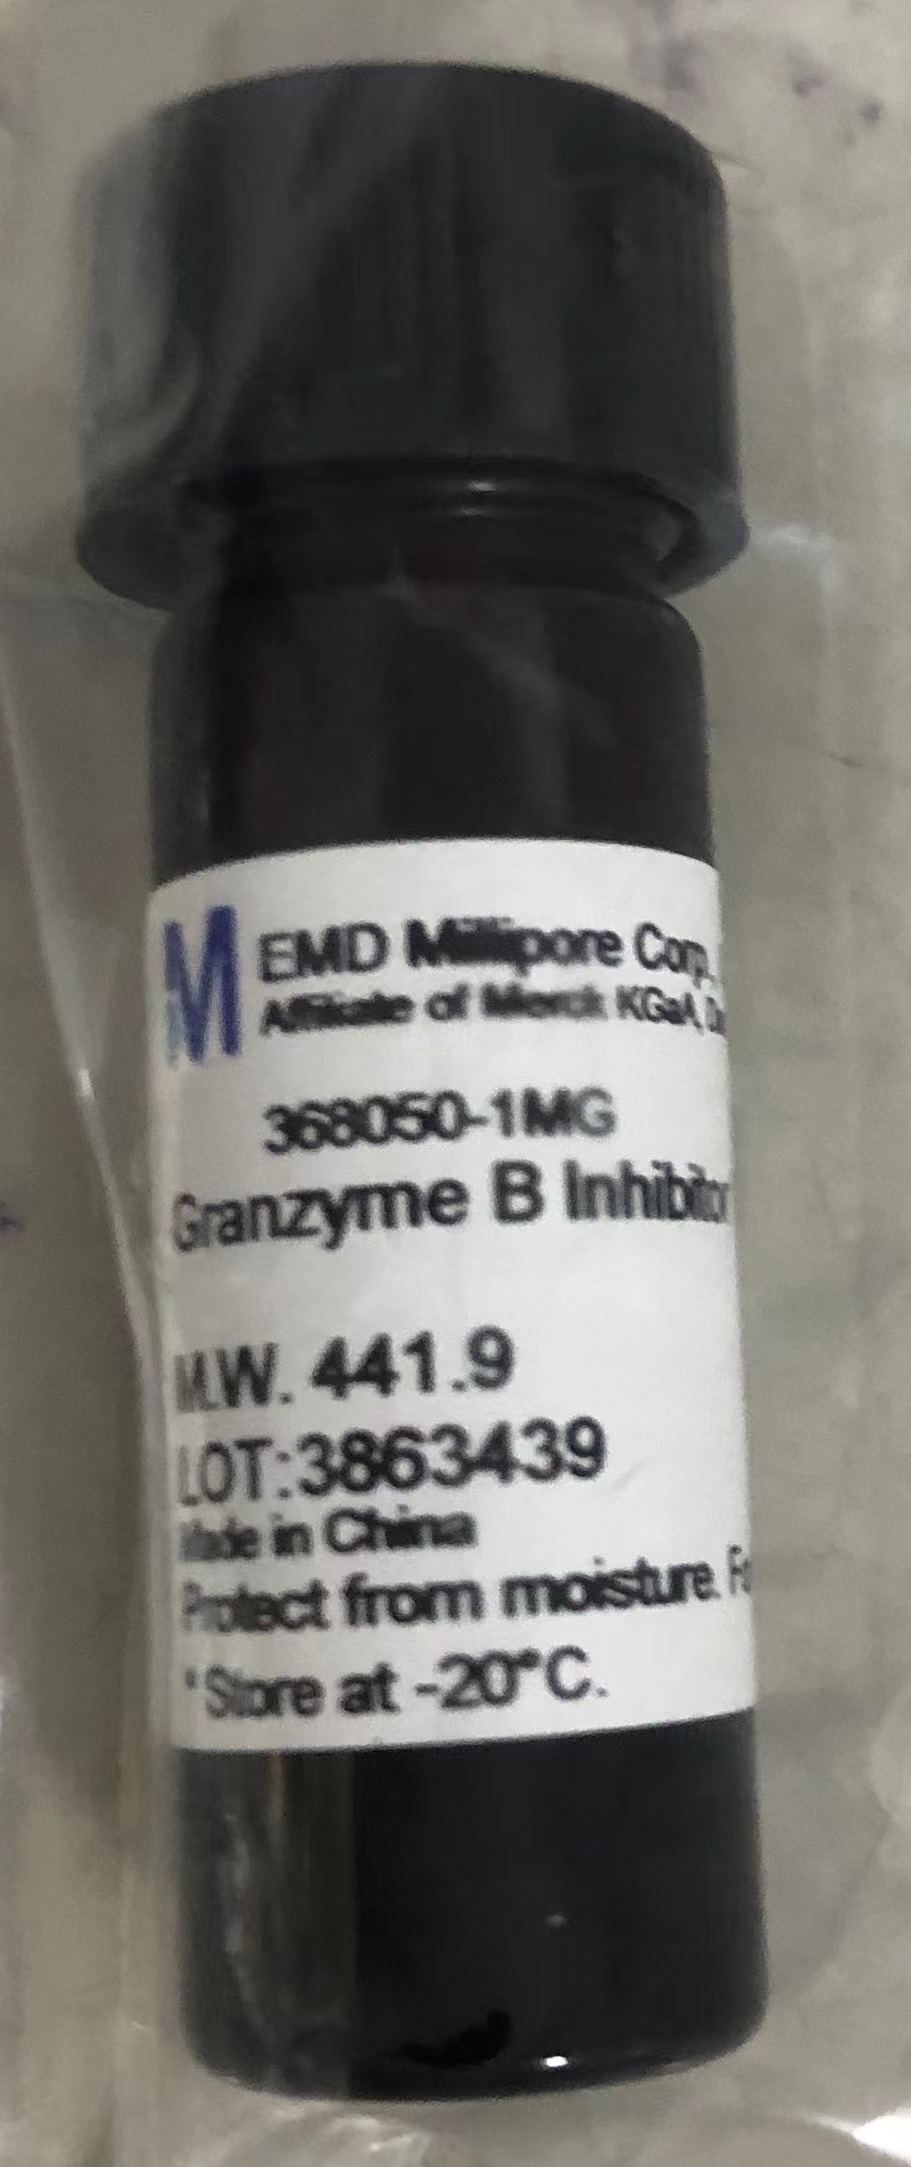 M EMD Millipore Corp.,
Affiliate of Merck KGaA,
368050-1MG
Granzyme B Inhibitor
M.W. 441.9
LOT:3863439
Made in China
Protect from moisture.
*Store at -20°C.